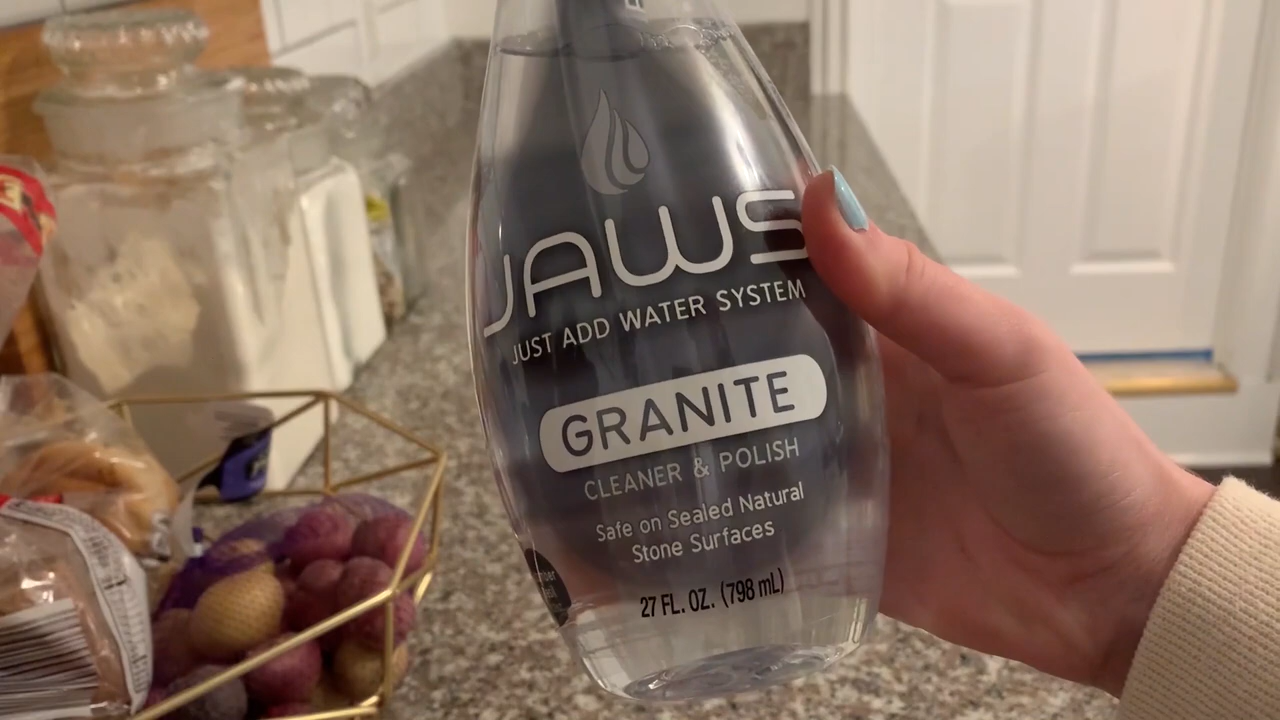 JAWS
JUST ADD WATER SYSTEM
GRANITE
CLEANER & POLISH
Safe on Sealed Natural
Stone Surfaces
27 FL. OZ. (798 mL)